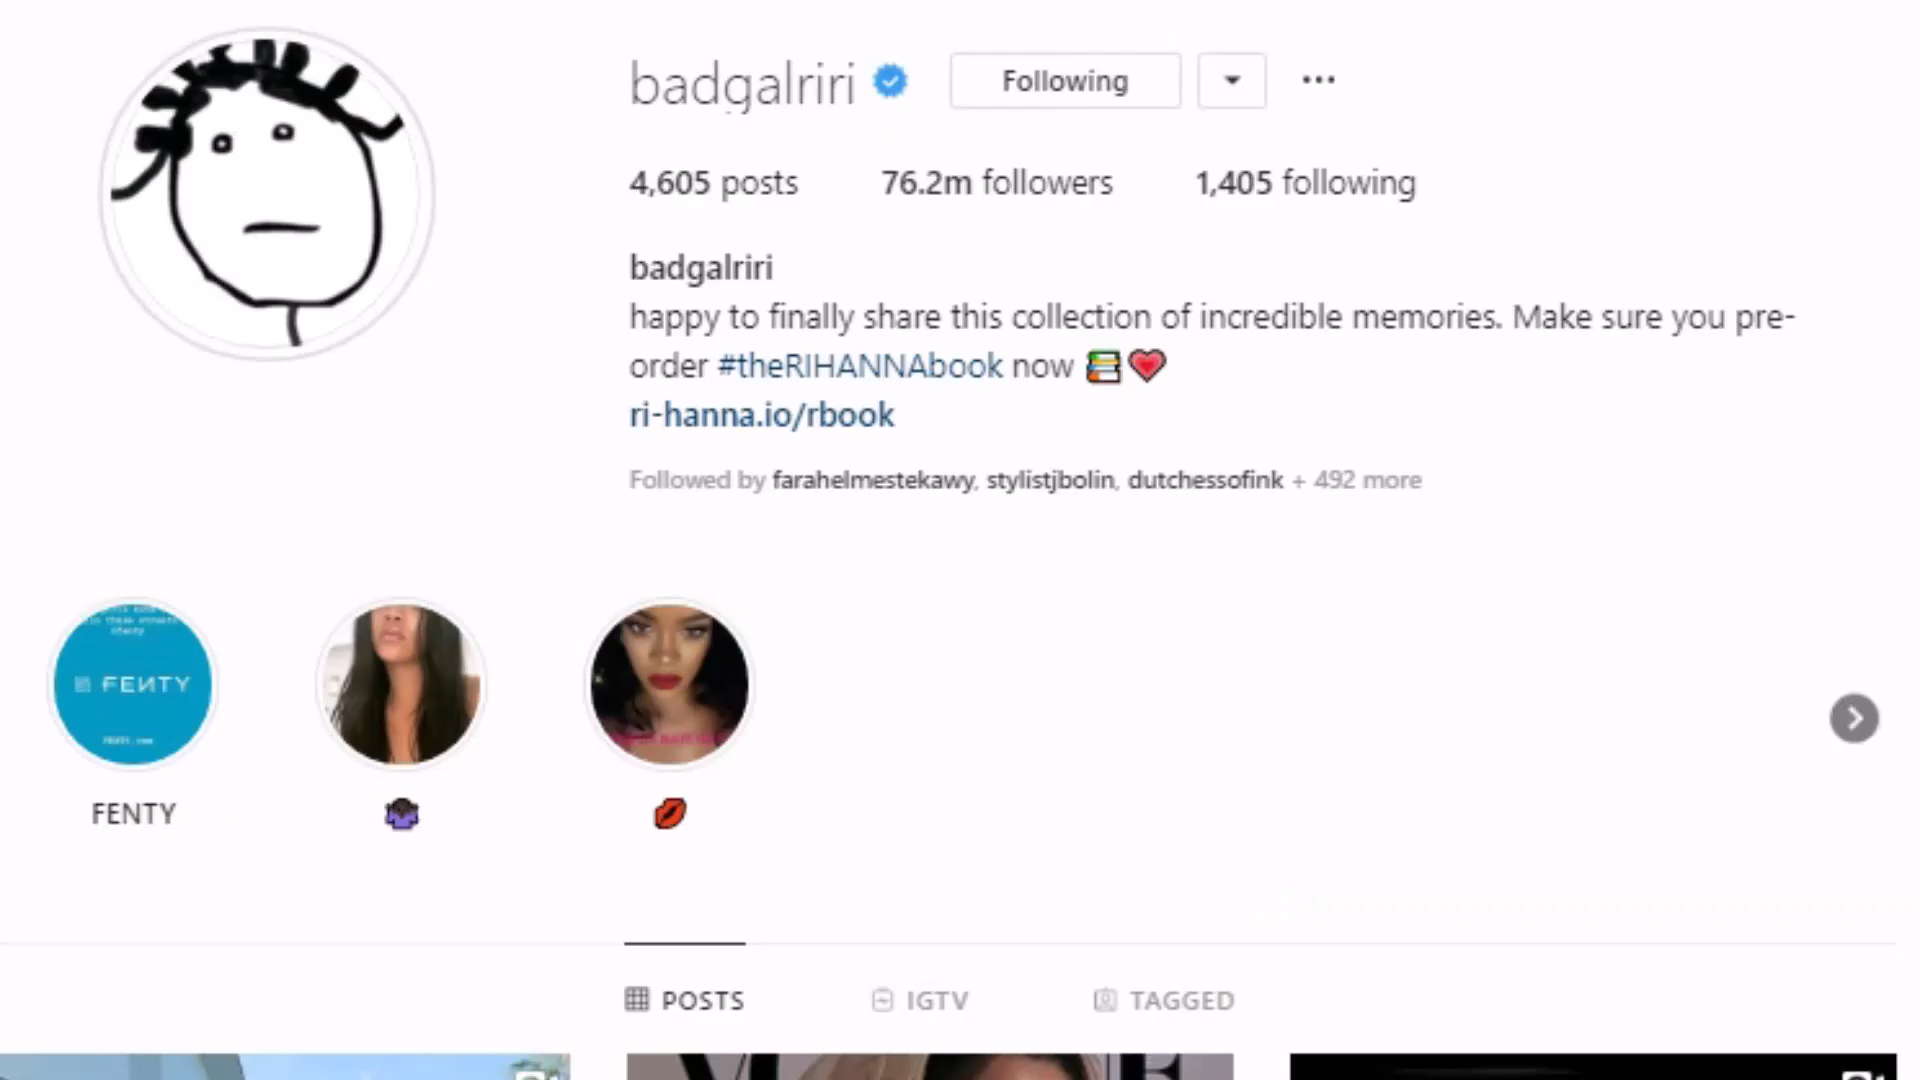 badgalriri
Following
4,605 posts
76.2m followers
1,405 following
badgalriri
happy to finally share this collection of incredible memories. Make sure you pre-
order #theRIHANNAbook now 📚💗
ri-hanna.io/rbook
Followed by farahelmestekawy, stylistjbolin, dutchessofink + 492 more
FEИTY
FENTY
POSTS
IGTV
TAGGED